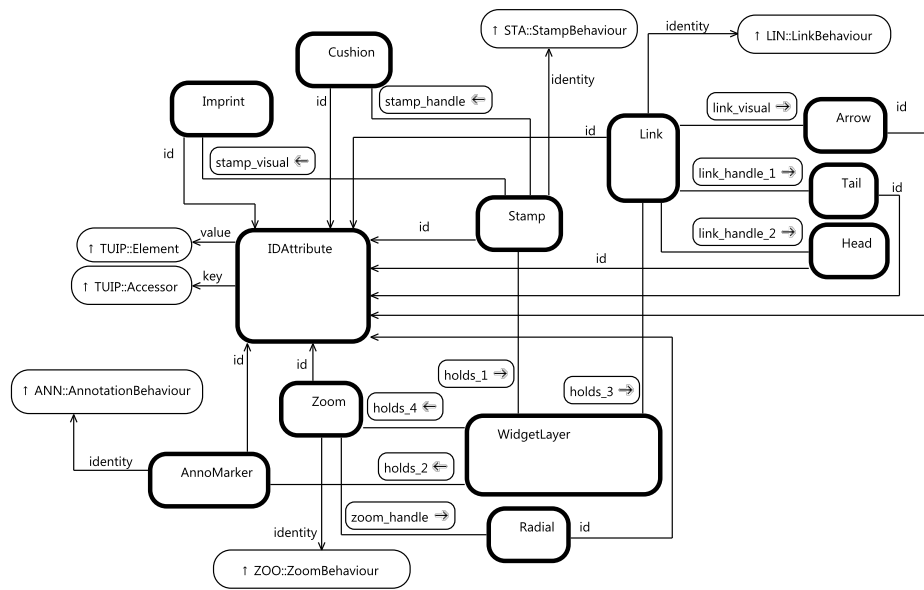 ↑ STA::StampBehaviour
identity
↑ LIN::LinkBehaviour
Cushion
identity
id
stamp_handle ⇐
Imprint
link_visual →
Arrow
id
id
Link
id
stamp_visual ⇐
link_handle_1 →
Tail
id
Stamp
value
IDAttribute
id
link_handle_2 →
Head
↑ TUIP::Element
id
key
↑ TUIP::Accessor
id
id
holds_1 →
↑ ANN::AnnotationBehaviour
holds_3 →
Zoom
holds_4 ⇐
WidgetLayer
identity
AnnoMarker
holds_2 ⇐
zoom_handle →
Radial
id
identity
↑ ZOO::ZoomBehaviour